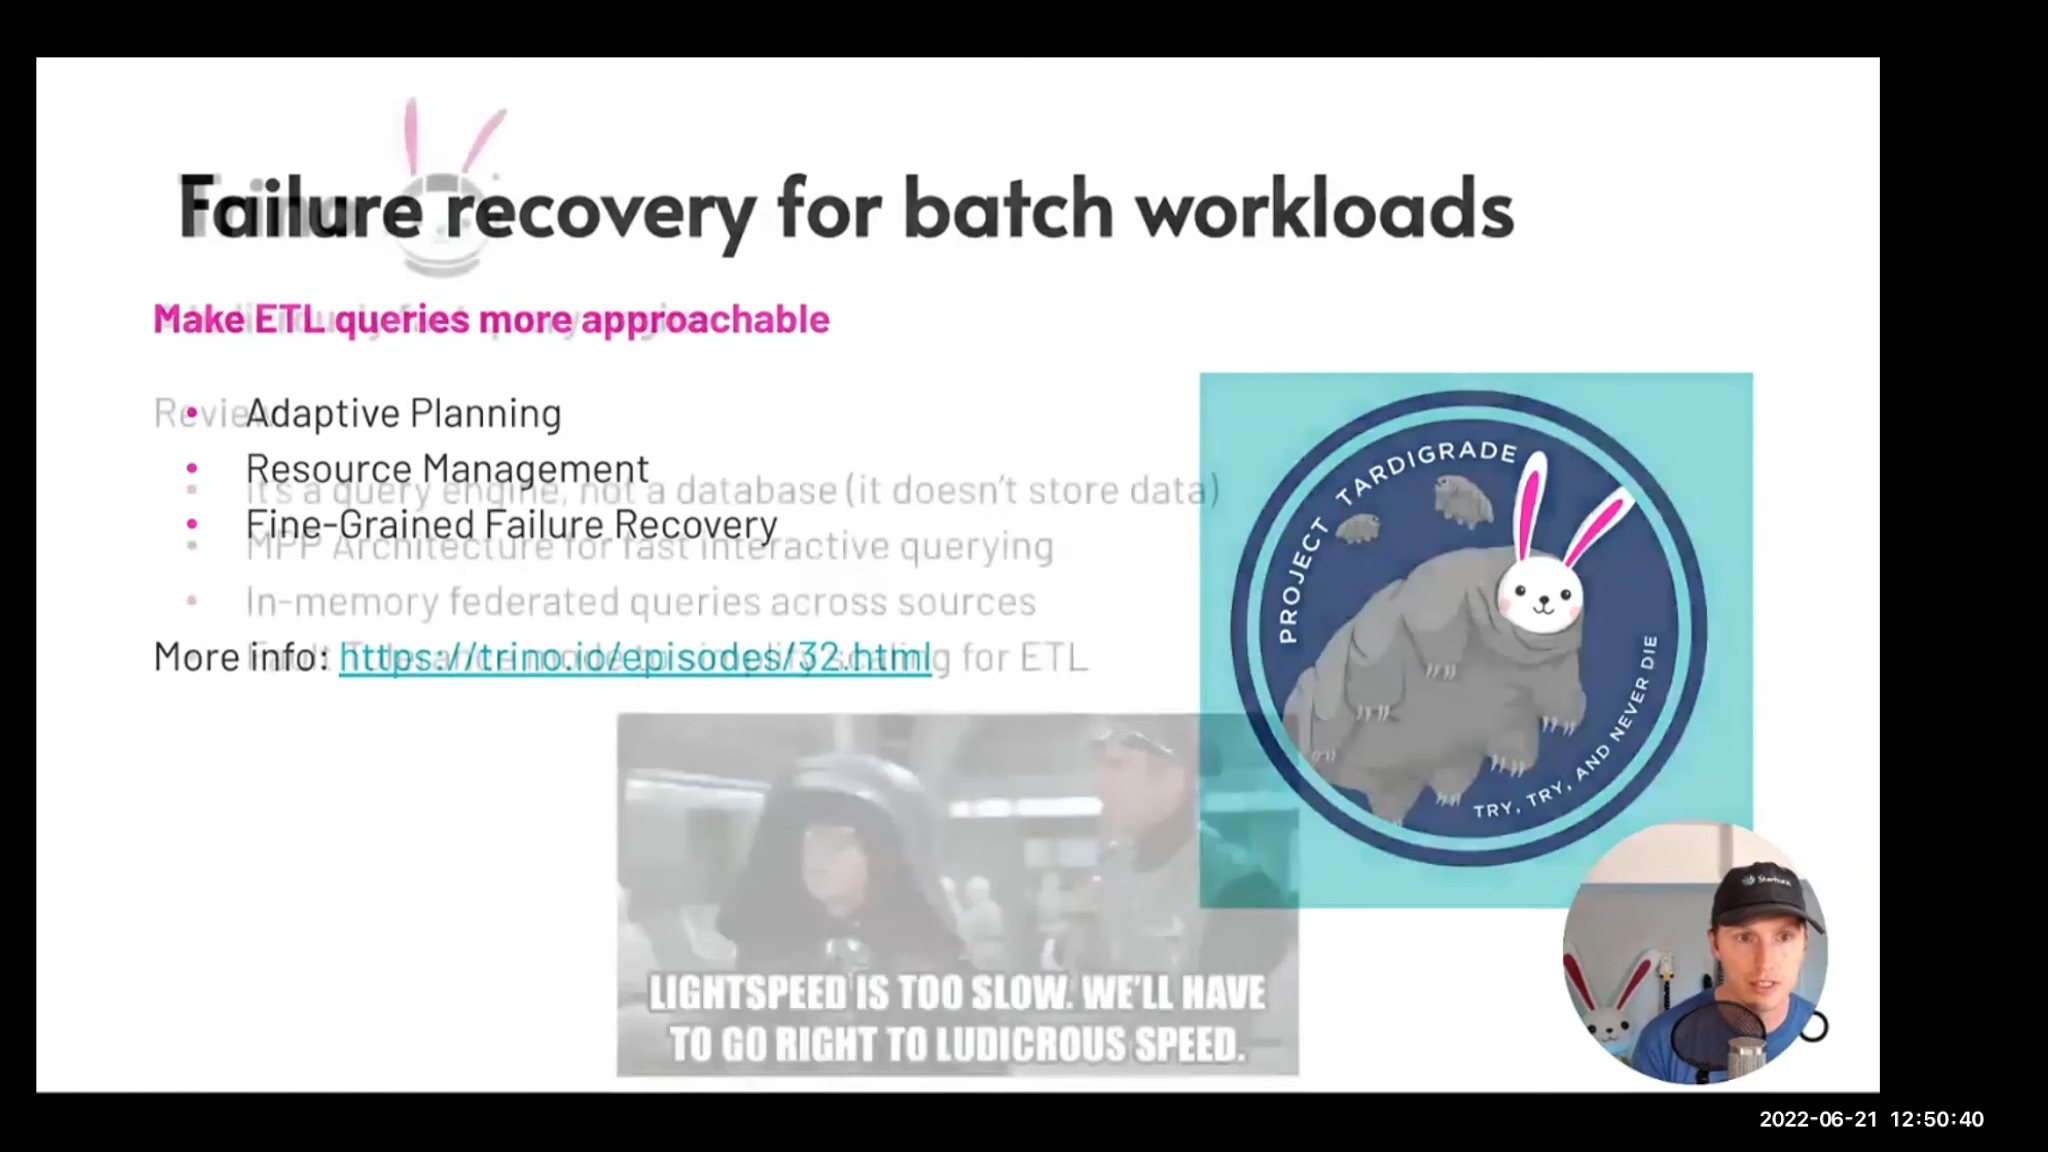 Failure recovery for batch workloads
Make ETL queries more approachable
Review
• Adaptive Planning
• Resource Management
It's a query engine, not a database (it doesn't store data)
• Fine-Grained Failure Recovery
MPP Architecture for fast interactive querying
In-memory federated queries across sources
More info: https://trino.io/episodes/32.html
scaling for ETL
PROJECT TARDIGRADE
TRY, TRY, AND NEVER DIE
LIGHTSPEED IS TOO SLOW. WE'LL HAVE
TO GO RIGHT TO LUDICROUS SPEED.
2022-06-21 12:50:40